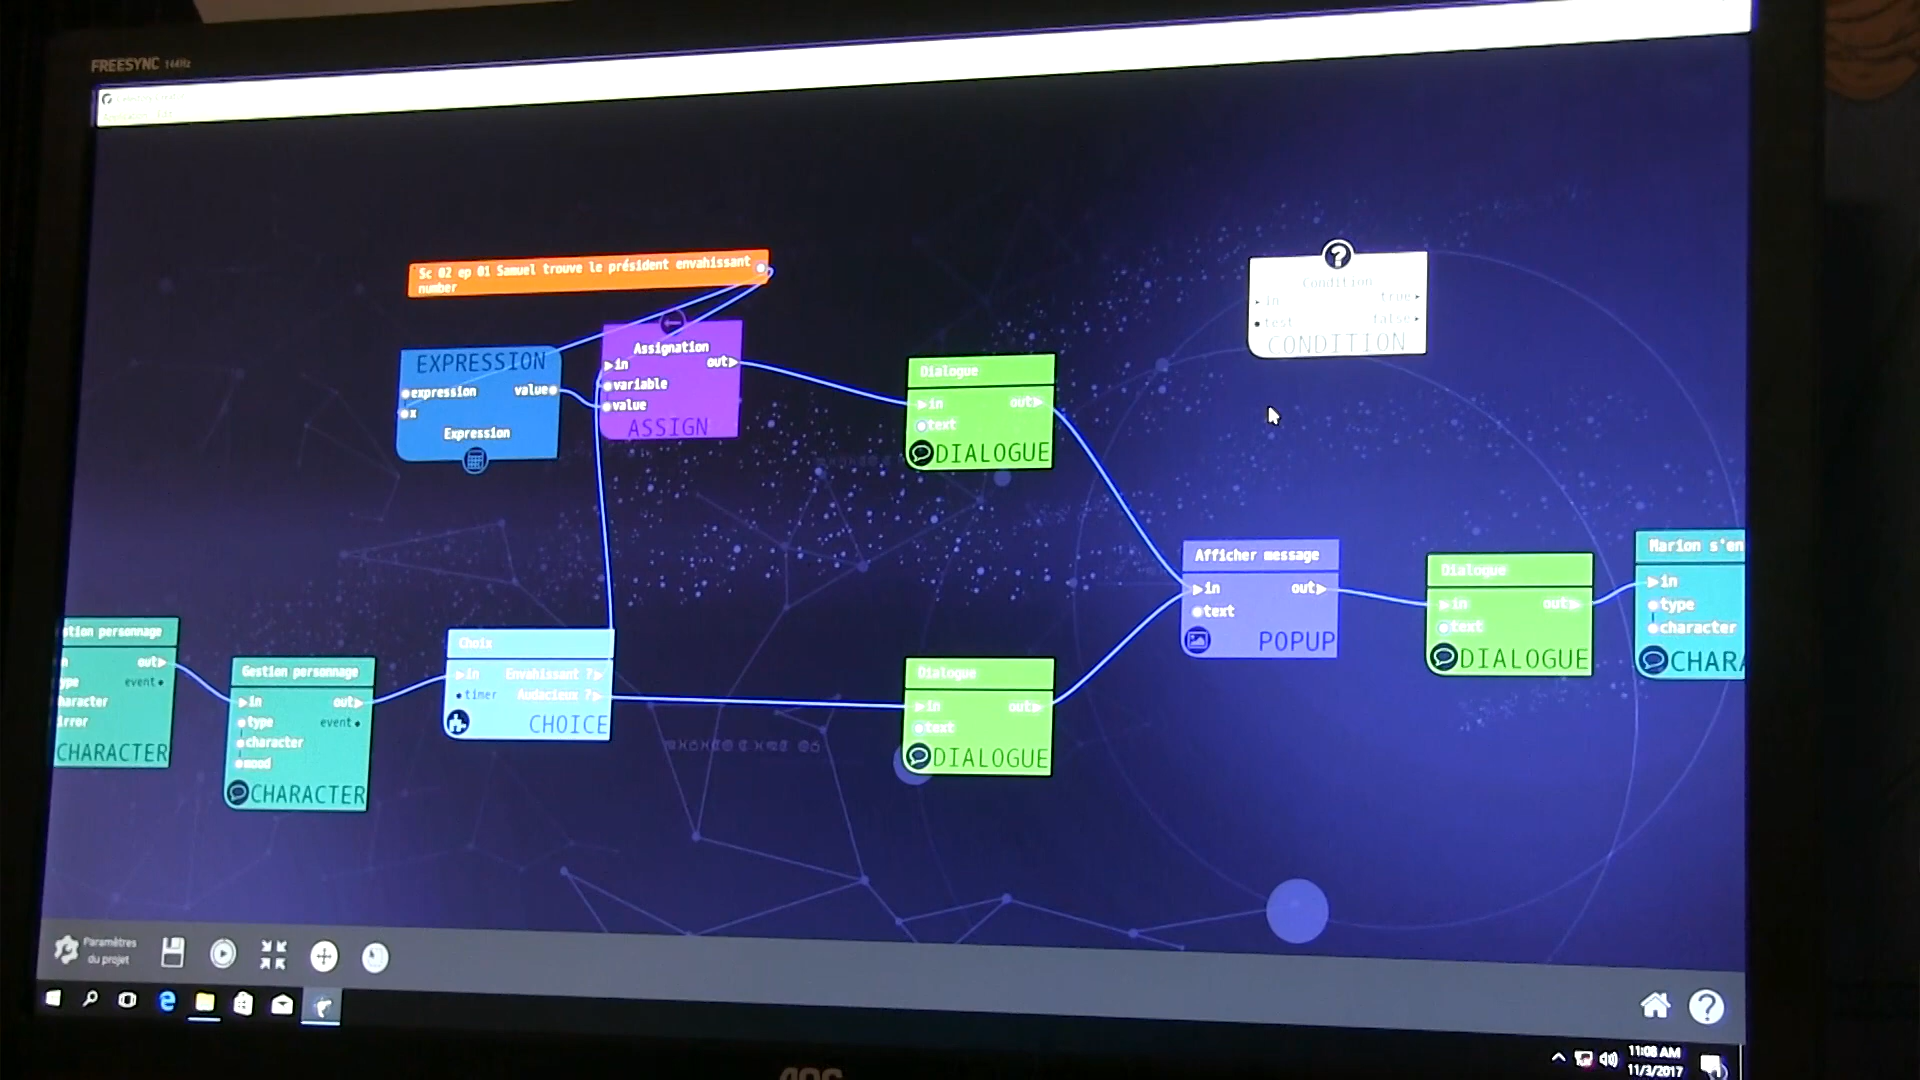 FREESYNC 144Hz
Sc 02 ep 01 Samuel trouve le président envahissant
number
EXPRESSION
expression value
x
Expression
Assignation
in out
variable
value
ASSIGN
Dialogue
in out
text
DIALOGUE
Condition
in true
test false
CONDITION
Afficher message
in out
text
POPUP
Dialogue
in out
text
DIALOGUE
Marion s'en
in
type
character
CHARA
stion personnage
out
ype event
haracter
irror
CHARACTER
Gestion personnage
in out
type event
character
mood
CHARACTER
Choix
in Envahissant ?
timer Audacieux ?
CHOICE
Dialogue
in out
text
DIALOGUE
Paramètres
du projet
11:08 AM
11/3/2017
AOC